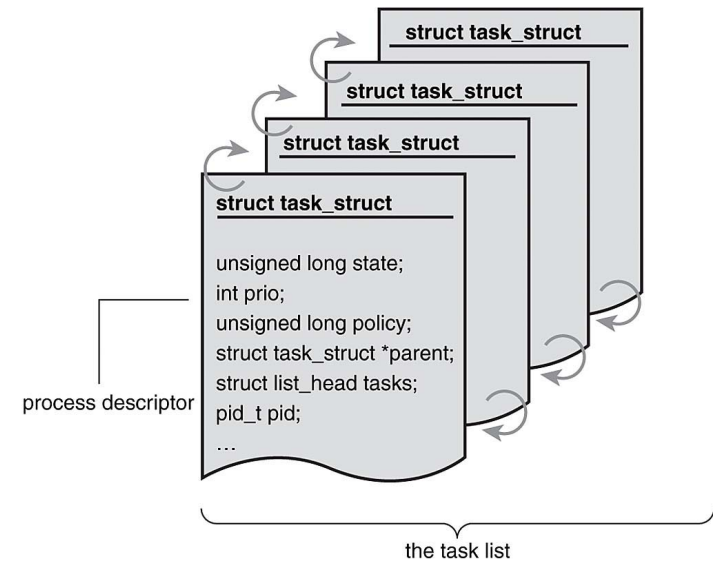 struct task_struct
struct task_struct
struct task_struct
struct task_struct
unsigned long state;
int prio;
unsigned long policy;
struct task_struct *parent;
struct list_head tasks;
pid_t pid;
...
process descriptor
the task list